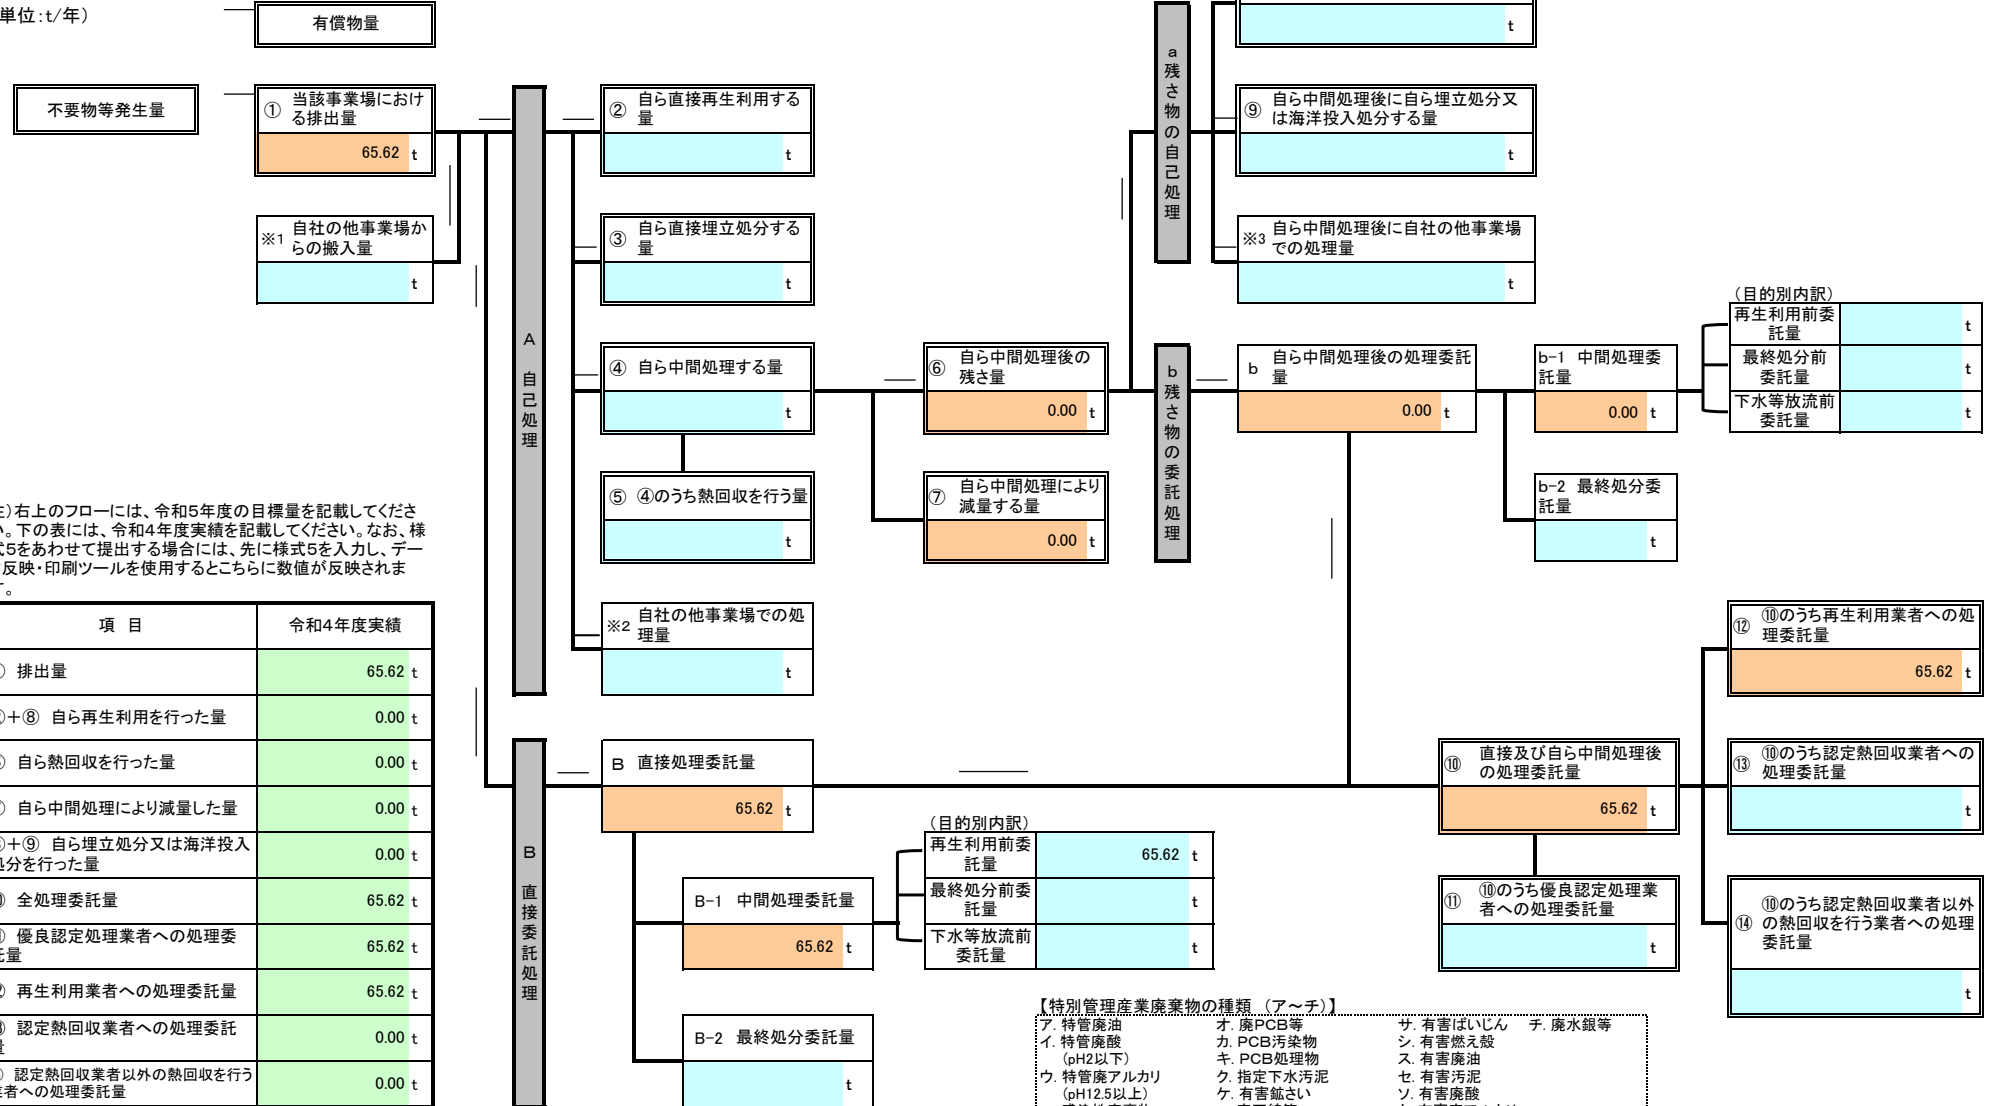 単位:t/年）
有償物量
t
不要物等発生量
① 当該事業場におけ
る排出量
65.62 t
※1 自社の他事業場か
らの搬入量
t
A 自己処理
② 自ら直接再生利用する
量
t
③ 自ら直接埋立処分する
量
t
④ 自ら中間処理する量
t
⑤ ④のうち熱回収を行う量
t
※2 自社の他事業場での処
理量
t
⑥ 自ら中間処理後の
残さ量
0.00 t
⑦ 自ら中間処理により
減量する量
0.00 t
a 残さ物の自己処理
⑨ 自ら中間処理後に自ら埋立処分又
は海洋投入処分する量
t
※3 自ら中間処理後に自社の他事業場
での処理量
t
b 残さ物の委託処理
b 自ら中間処理後の処理委託
量
0.00 t
b-1 中間処理委
託量
0.00 t
b-2 最終処分委
託量
t
（目的別内訳）
再生利用前委
託量
t
最終処分前
委託量
t
下水等放流前
委託量
t
）右上のフローには、令和5年度の目標量を記載してくださ
。下の表には、令和4年度実績を記載してください。なお、様
5をあわせて提出する場合には、先に様式5を入力し、デー
反映・印刷ツールを使用するとこちらに数値が反映されま
。
項 目 令和4年度実績
排出量 65.62 t
＋⑧ 自ら再生利用を行った量 0.00 t
自ら熱回収を行った量 0.00 t
自ら中間処理により減量した量 0.00 t
＋⑨ 自ら埋立処分又は海洋投入
処分を行った量 0.00 t
全処理委託量 65.62 t
優良認定処理業者への処理委
託量 65.62 t
再生利用業者への処理委託量 65.62 t
認定熱回収業者への処理委託
量 0.00 t
認定熱回収業者以外の熱回収を行う
業者への処理委託量 0.00 t
B 直接委託処理
B 直接処理委託量
65.62 t
B-1 中間処理委託量
65.62 t
B-2 最終処分委託量
t
（目的別内訳）
再生利用前委
託量
65.62 t
最終処分前委
託量
t
下水等放流前
委託量
t
⑩ 直接及び自ら中間処理後
の処理委託量
65.62 t
⑪ ⑩のうち優良認定処理業
者への処理委託量
t
⑫ ⑩のうち再生利用業者への処
理委託量
65.62 t
⑬ ⑩のうち認定熱回収業者への
処理委託量
t
⑭ ⑩のうち認定熱回収業者以外
の熱回収を行う業者への処理
委託量
t
【特別管理産業廃棄物の種類 （ア～チ）】
ア. 特管廃油 オ. 廃PCB等 サ. 有害ばいじん チ. 廃水銀等
イ. 特管廃酸 カ. PCB汚染物 シ. 有害燃え殻
（pH2以下） キ. PCB処理物 ス. 有害廃油
ウ. 特管廃アルカリ ク. 指定下水汚泥 セ. 有害汚泥
（pH12.5以上） ケ. 有害鉱さい ソ. 有害廃酸